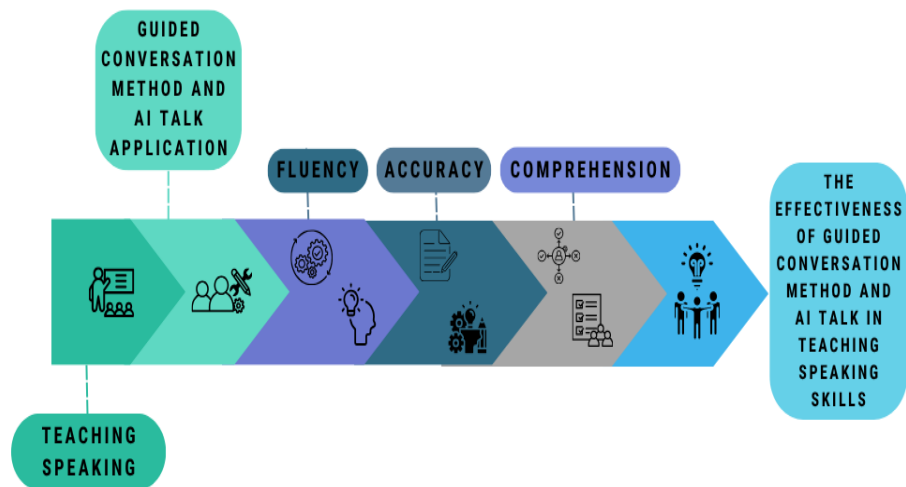 GUIDED
CONVERSATION
METHOD AND
AI TALK
APPLICATION
FLUENCY
ACCURACY
COMPREHENSION
THE
EFFECTIVENESS
OF GUIDED
CONVERSATION
METHOD AND
AI TALK IN
TEACHING
SPEAKING
SKILLS
TEACHING
SPEAKING